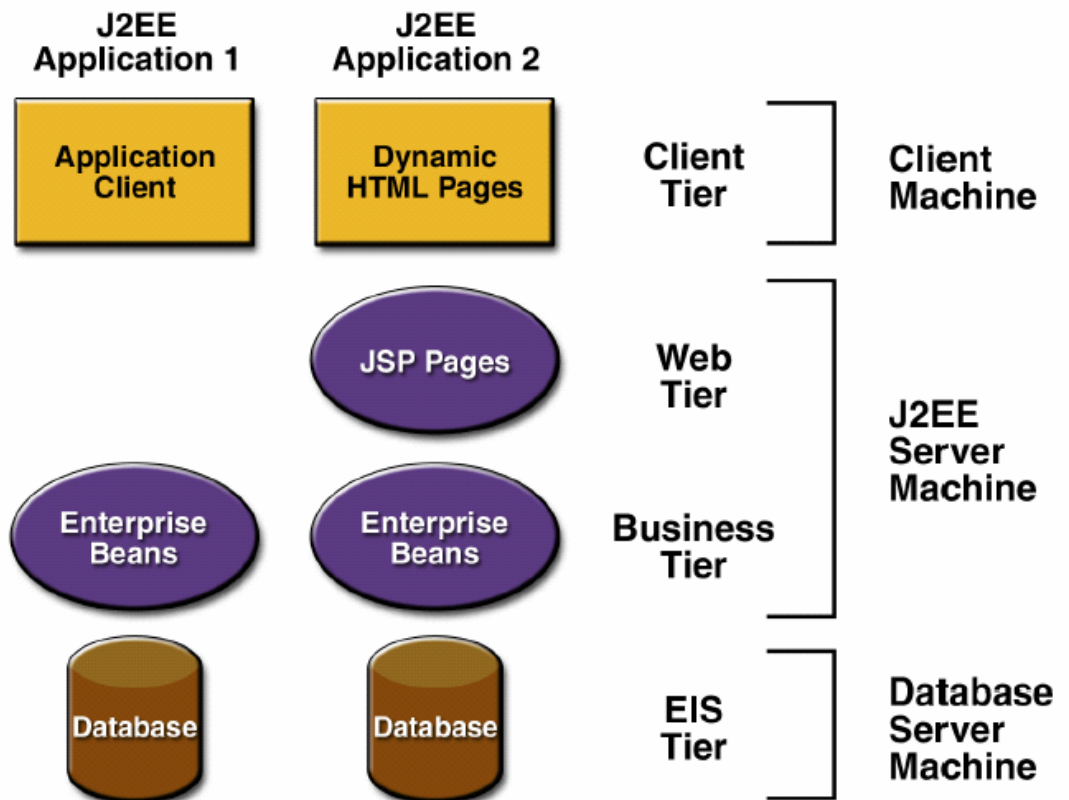 J2EE
Application 1
J2EE
Application 2
Application
Client
Dynamic
HTML Pages
Client
Tier
Client
Machine
JSP Pages
Web
Tier
J2EE
Server
Machine
Enterprise
Beans
Enterprise
Beans
Business
Tier
Database
Database
EIS
Tier
Database
Server
Machine